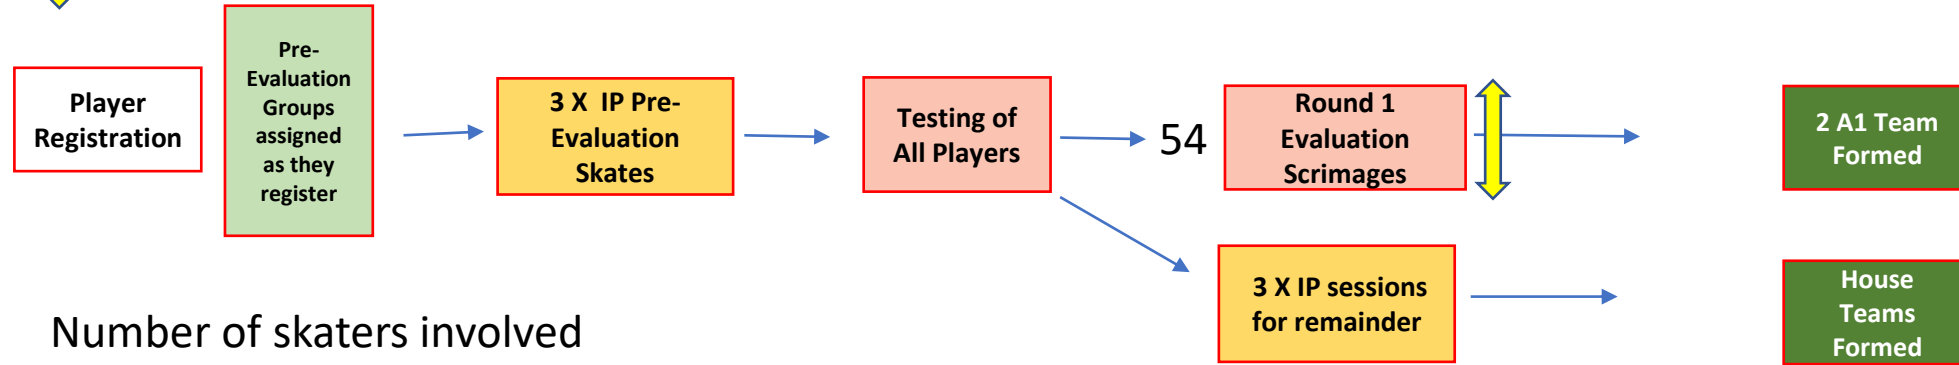 Player
Registration
Pre-
Evaluation
Groups
assigned
as they
register
3 X IP Pre-
Evaluation
Skates
Testing of
All Players
54
Round 1
Evaluation
Scrimages
2 A1 Team
Formed
3 X IP sessions
for remainder
House
Teams
Formed
Number of skaters involved